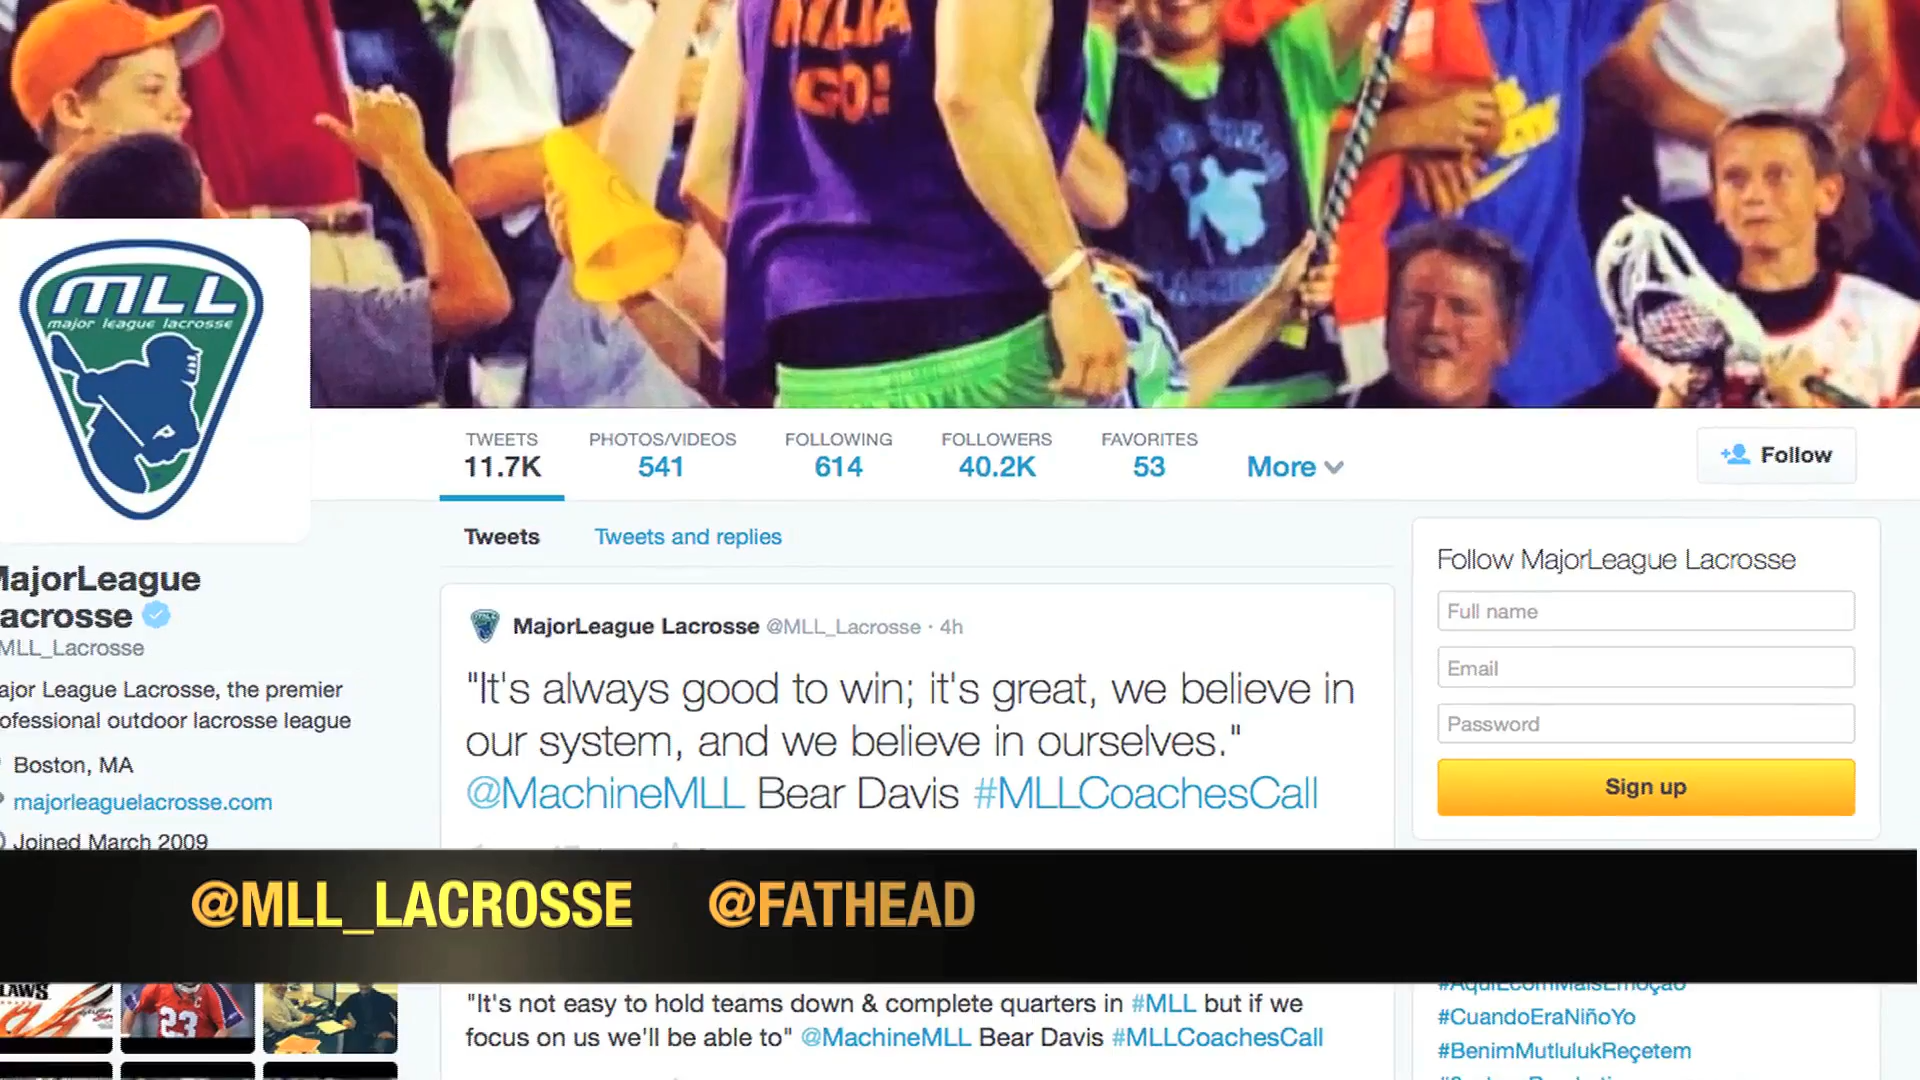 GO!
MLL
major league lacrosse
TWEETS PHOTOS/VIDEOS FOLLOWING FOLLOWERS FAVORITES
11.7K 541 614 40.2K 53 More
Follow
Tweets Tweets and replies
MajorLeague
Lacrosse
MLL_Lacrosse
ajor League Lacrosse, the premier
ofessional outdoor lacrosse league
Boston, MA
majorleaguelacrosse.com
Joined March 2009
MajorLeague Lacrosse @MLL_Lacrosse · 4h
"It's always good to win; it's great, we believe in
our system, and we believe in ourselves."
@MachineMLL Bear Davis #MLLCoachesCall
Follow MajorLeague Lacrosse
Full name
Email
Password
Sign up
@MLL_LACROSSE @FATHEAD
23
"It's not easy to hold teams down & complete quarters in #MLL but if we
focus on us we'll be able to" @MachineMLL Bear Davis #MLLCoachesCall
#AquiEcomMaisEmoção
#CuandoEraNiñoYo
#BenimMutlulukReçetem